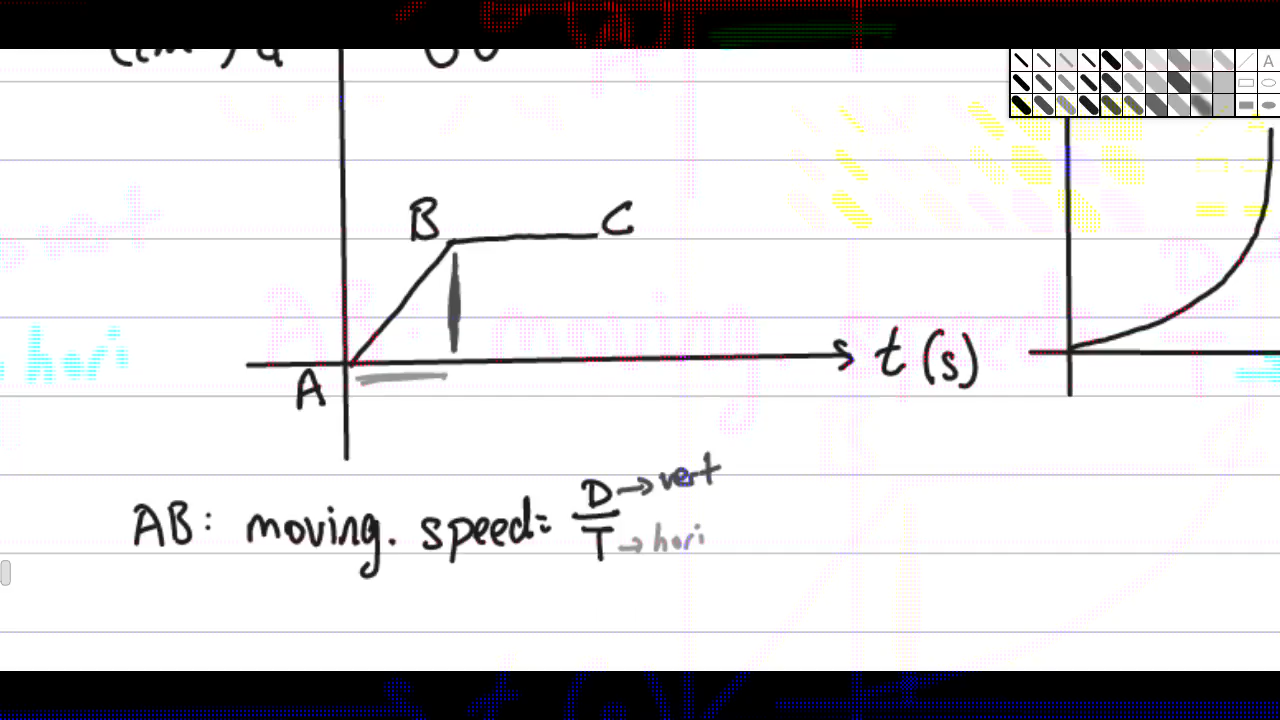 B
C
t (s)
A
AB: moving. speed = D → vert
T → hori